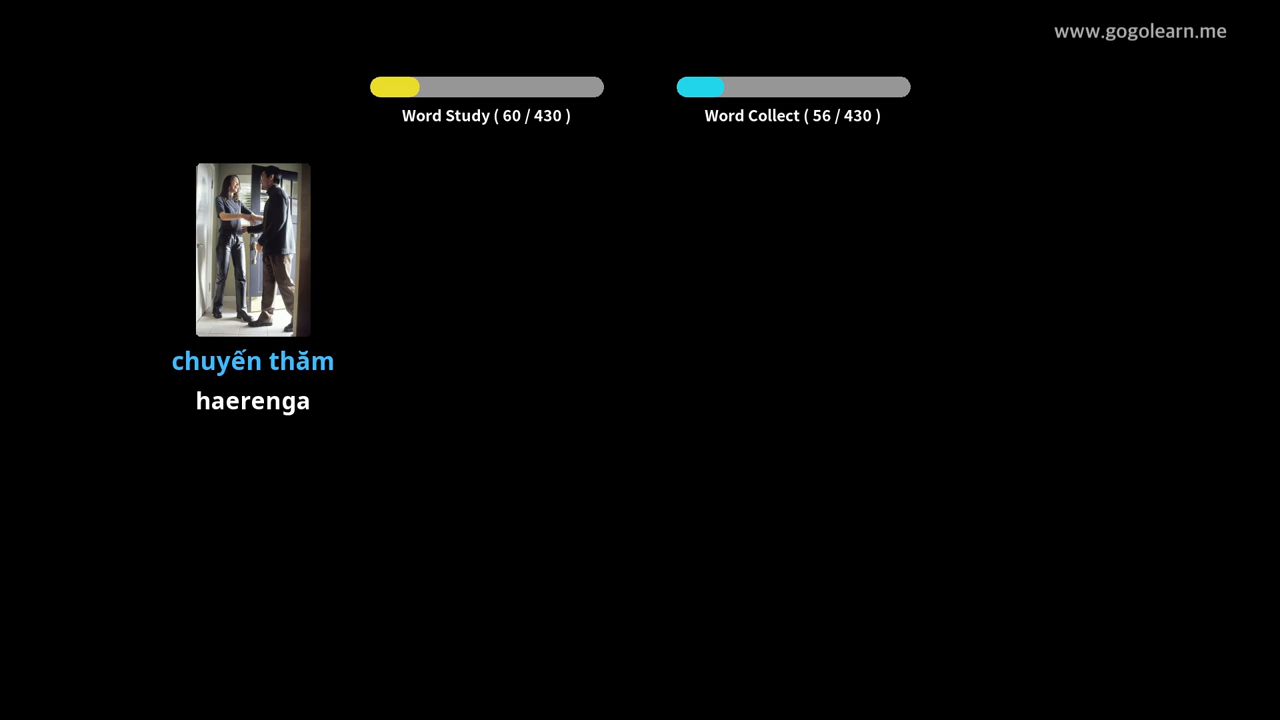 www.gogolearn.me
Word Study ( 60 / 430 )
Word Collect ( 56 / 430 )
chuyến thăm
haerenga